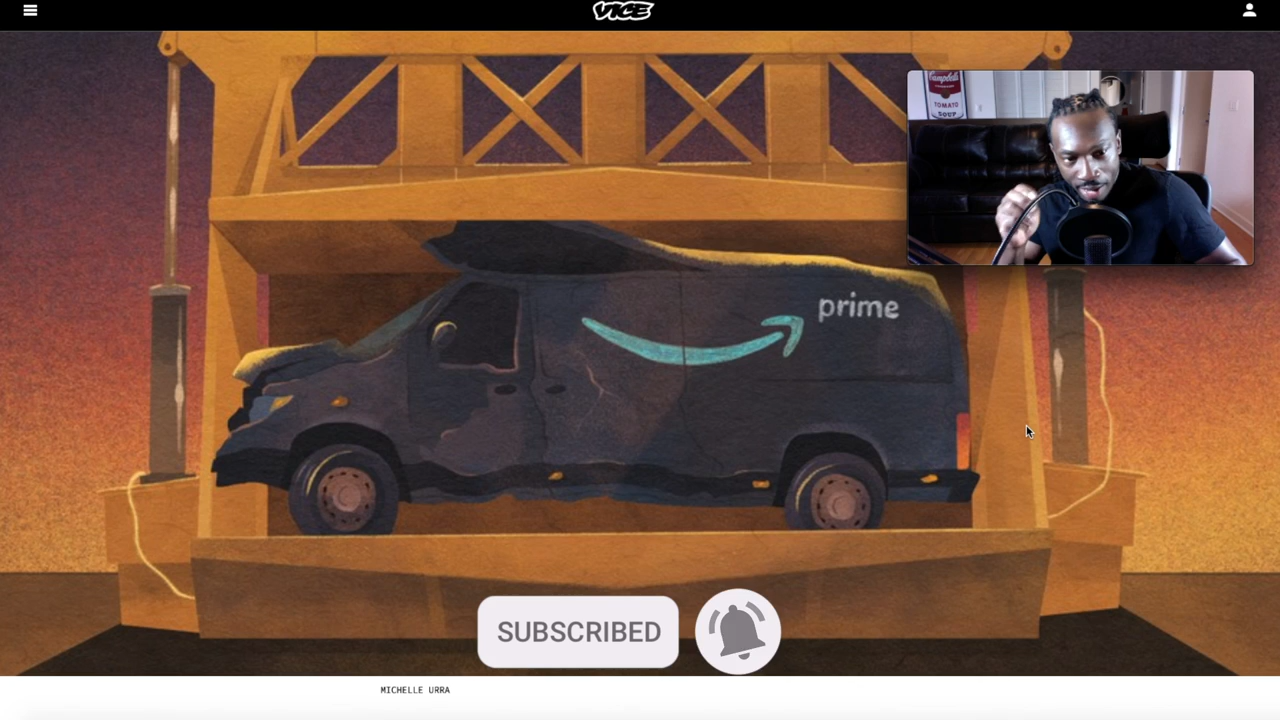 VICE
Campbell's
TOMATO
SOUP
prime
SUBSCRIBED
MICHELLE URRA